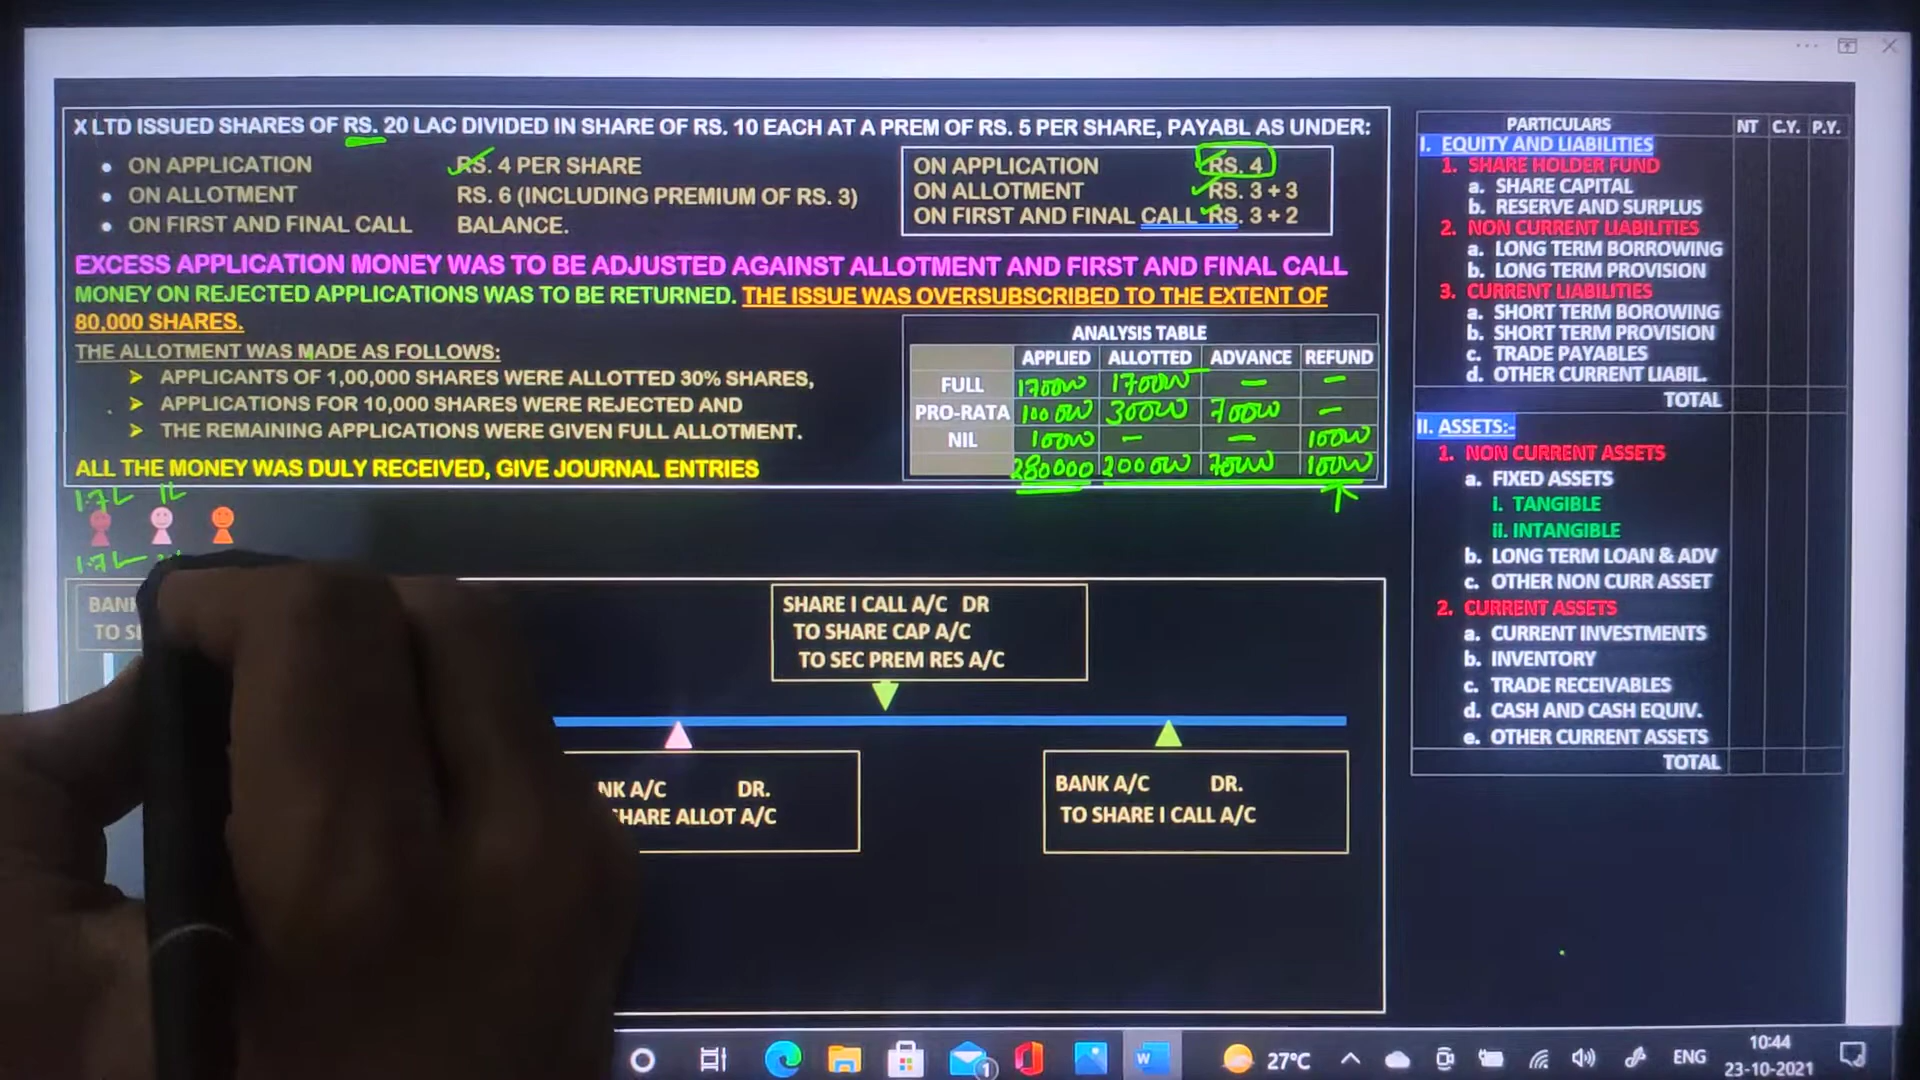 X LTD ISSUED SHARES OF RS. 20 LAC DIVIDED IN SHARE OF RS. 10 EACH AT A PREM OF RS. 5 PER SHARE, PAYABL AS UNDER:
• ON APPLICATION RS. 4 PER SHARE
• ON ALLOTMENT RS. 6 (INCLUDING PREMIUM OF RS. 3)
• ON FIRST AND FINAL CALL BALANCE.
ON APPLICATION RS. 4
ON ALLOTMENT RS. 3 + 3
ON FIRST AND FINAL CALL RS. 3 + 2
EXCESS APPLICATION MONEY WAS TO BE ADJUSTED AGAINST ALLOTMENT AND FIRST AND FINAL CALL
MONEY ON REJECTED APPLICATIONS WAS TO BE RETURNED. THE ISSUE WAS OVERSUBSCRIBED TO THE EXTENT OF
80,000 SHARES.
THE ALLOTMENT WAS MADE AS FOLLOWS:
➤ APPLICANTS OF 1,00,000 SHARES WERE ALLOTTED 30% SHARES,
➤ APPLICATIONS FOR 10,000 SHARES WERE REJECTED AND
➤ THE REMAINING APPLICATIONS WERE GIVEN FULL ALLOTMENT.
ALL THE MONEY WAS DULY RECEIVED, GIVE JOURNAL ENTRIES
ANALYSIS TABLE
APPLIED ALLOTTED ADVANCE REFUND
FULL 170000 170000 — —
PRO-RATA 100000 30000 70000 —
NIL 10000 — — 10000
280000 200000 70000 10000
1.7L 1L
1.7L
BANK
SHARE I CALL A/C DR
TO SHARE CAP A/C
TO SEC PREM RES A/C
NK A/C DR.
HARE ALLOT A/C
BANK A/C DR.
TO SHARE I CALL A/C
PARTICULARS NT C.Y. P.Y.
I. EQUITY AND LIABILITIES
1. SHARE HOLDER FUND
a. SHARE CAPITAL
b. RESERVE AND SURPLUS
2. NON CURRENT LIABILITIES
a. LONG TERM BORROWING
b. LONG TERM PROVISION
3. CURRENT LIABILITIES
a. SHORT TERM BOROWING
b. SHORT TERM PROVISION
c. TRADE PAYABLES
d. OTHER CURRENT LIABIL.
TOTAL
II. ASSETS:-
1. NON CURRENT ASSETS
a. FIXED ASSETS
i. TANGIBLE
ii. INTANGIBLE
b. LONG TERM LOAN & ADV
c. OTHER NON CURR ASSET
2. CURRENT ASSETS
a. CURRENT INVESTMENTS
b. INVENTORY
c. TRADE RECEIVABLES
d. CASH AND CASH EQUIV.
e. OTHER CURRENT ASSETS
TOTAL
27°C ENG 10:44
23-10-2021